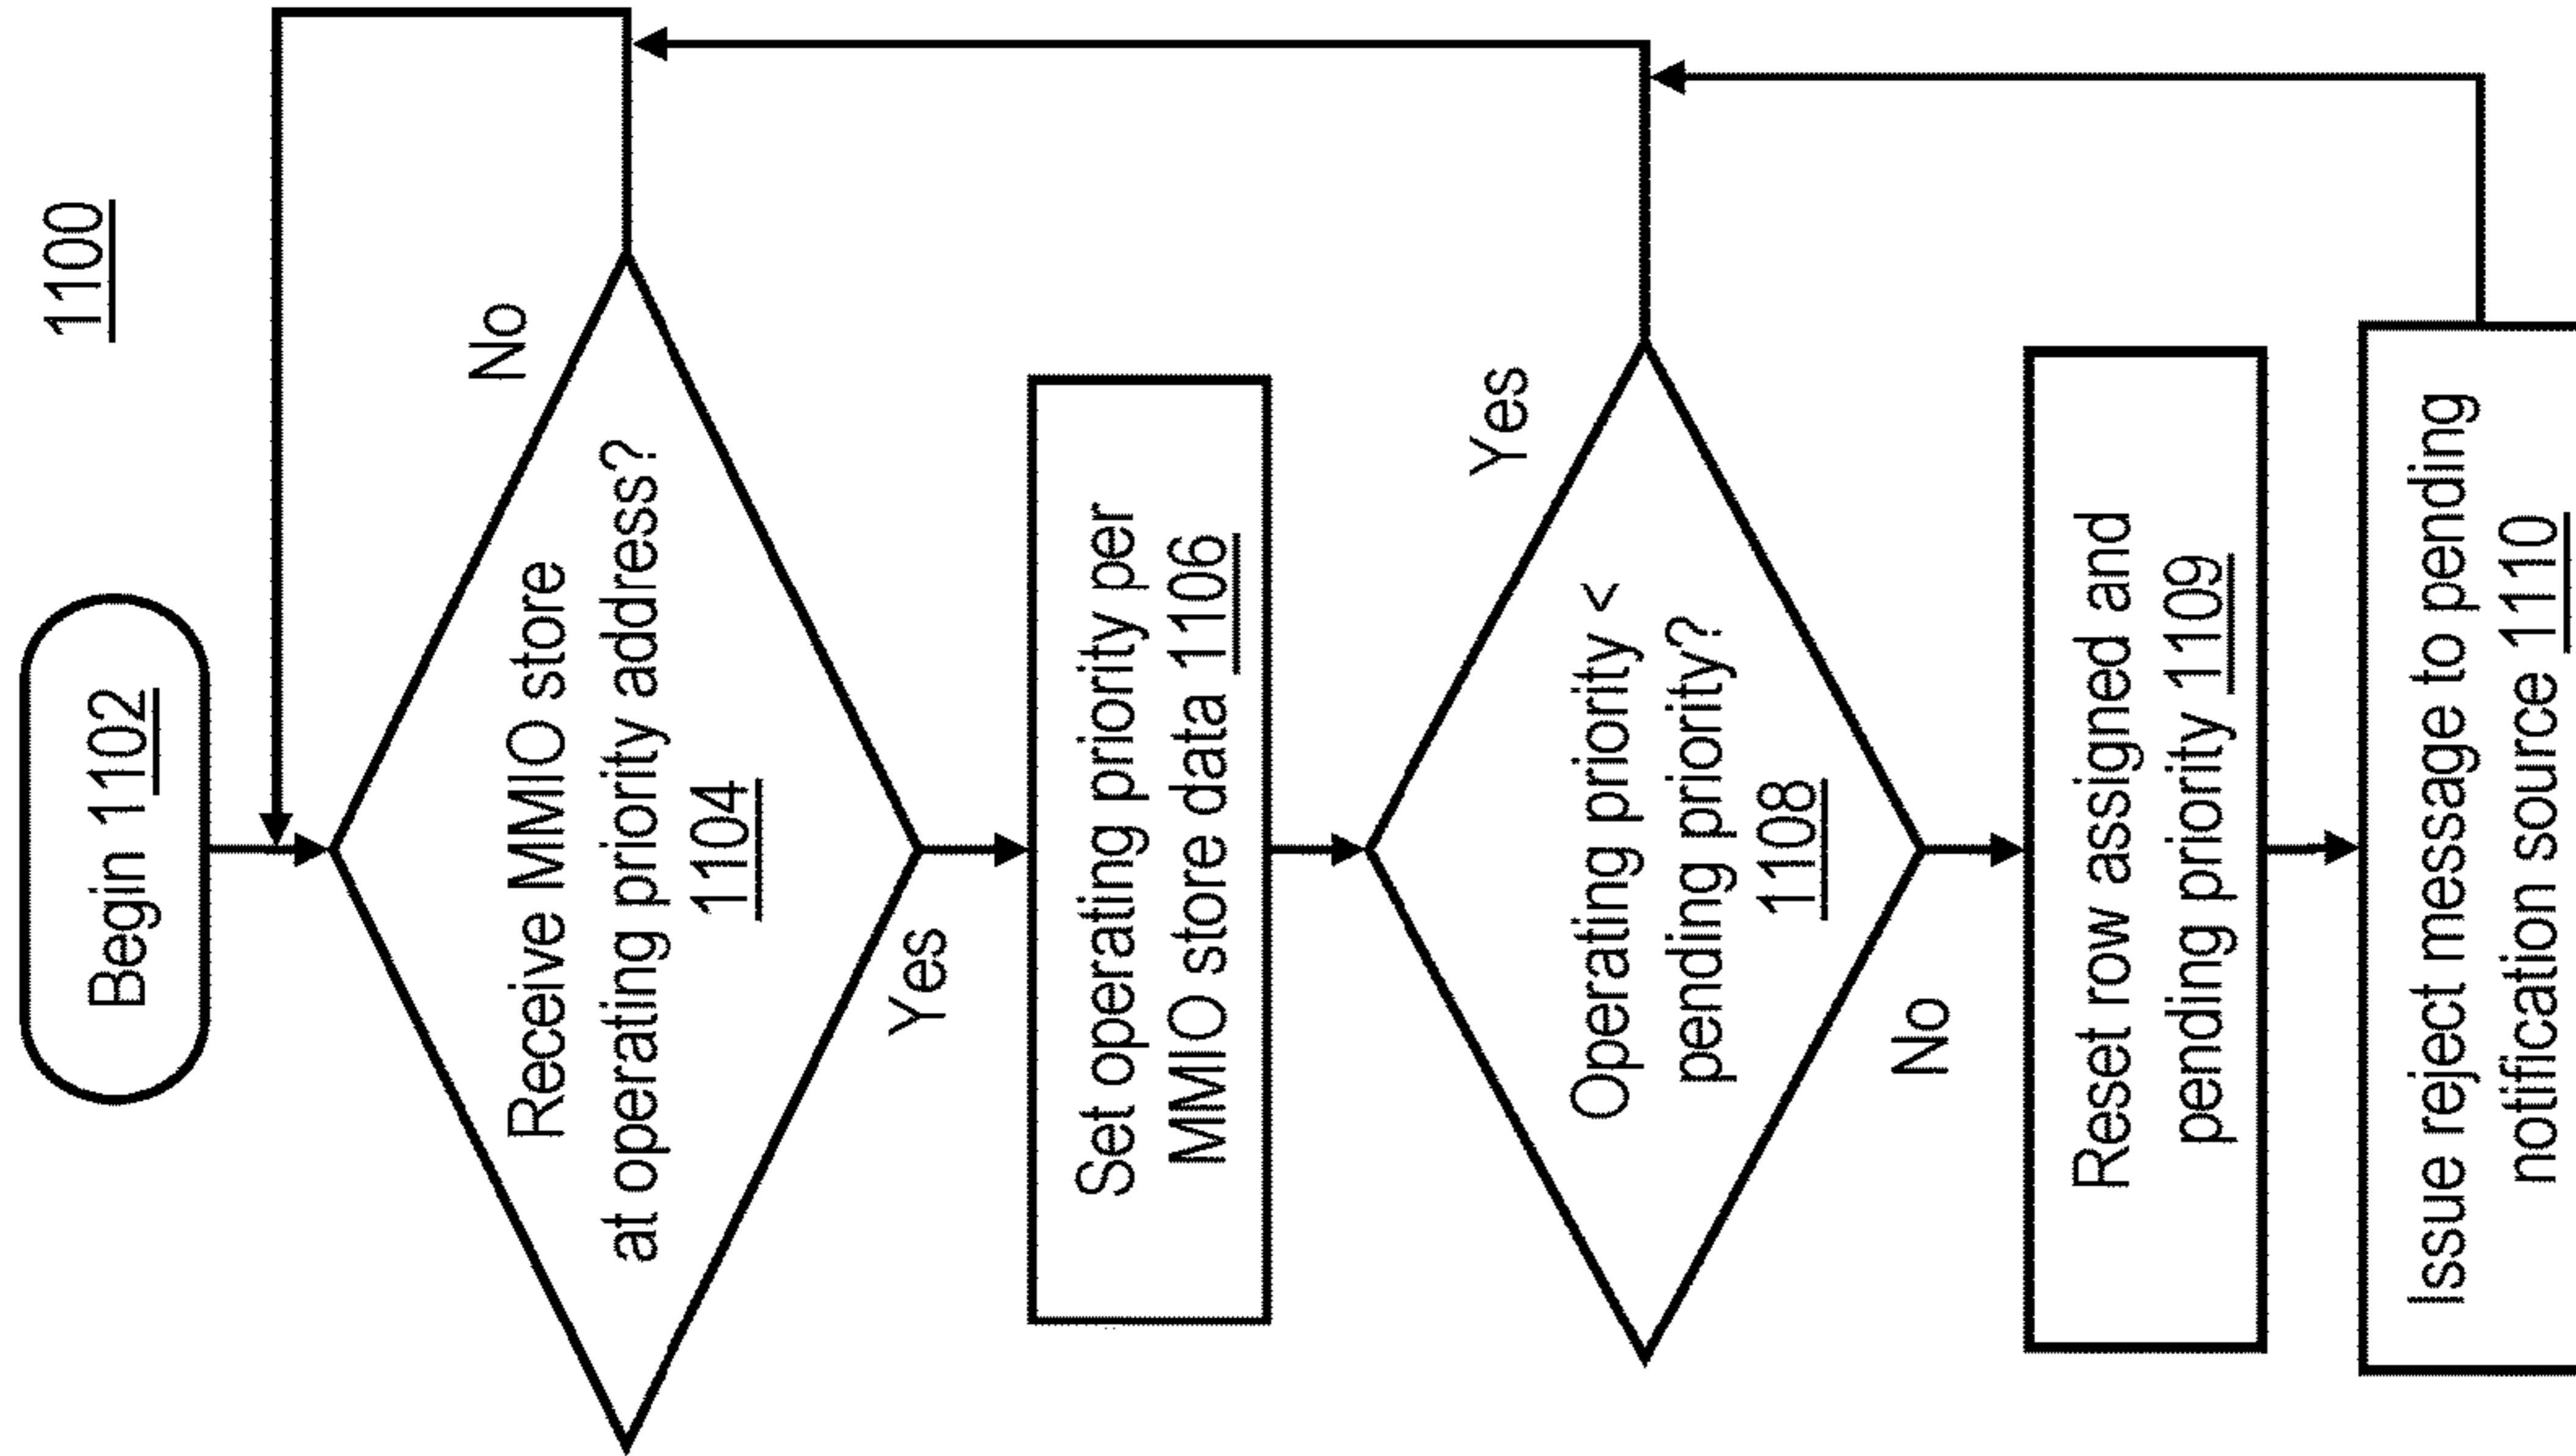 1100
Begin 1102
Receive MMIO store
at operating priority address?
1104
No
Yes
Set operating priority per
MMIO store data 1106
Operating priority <
pending priority?
1108
Yes
No
Reset row assigned and
pending priority 1109
Issue reject message to pending
notification source 1110